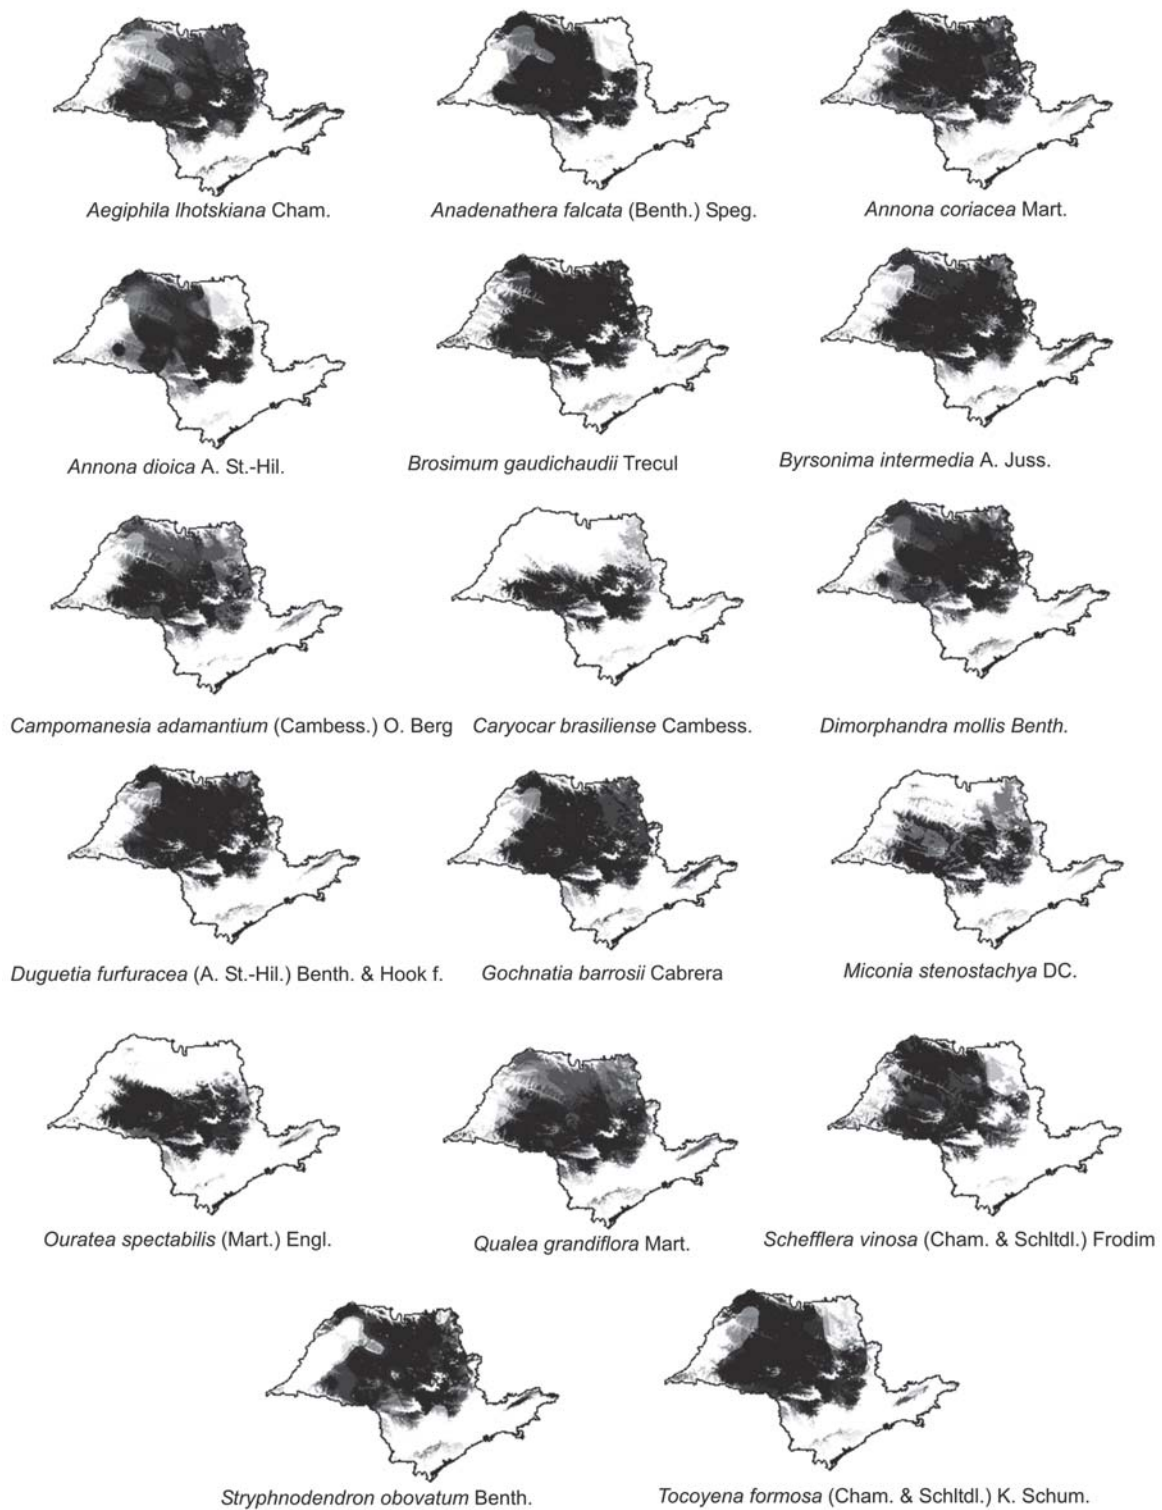 Aegiphila lhotskiana Cham.
Anadenathera falcata (Benth.) Speg.
Annona coriacea Mart.
Annona dioica A. St.-Hil.
Brosimum gaudichaudii Trecul
Byrsonima intermedia A. Juss.
Campomanesia adamantium (Cambess.) O. Berg
Caryocar brasiliense Cambess.
Dimorphandra mollis Benth.
Duguetia furfuracea (A. St.-Hil.) Benth. & Hook f.
Gochnatia barrosii Cabrera
Miconia stenostachya DC.
Ouratea spectabilis (Mart.) Engl.
Qualea grandiflora Mart.
Schefflera vinosa (Cham. & Schltdl.) Frodim
Stryphnodendron obovatum Benth.
Tocoyena formosa (Cham. & Schltdl.) K. Schum.